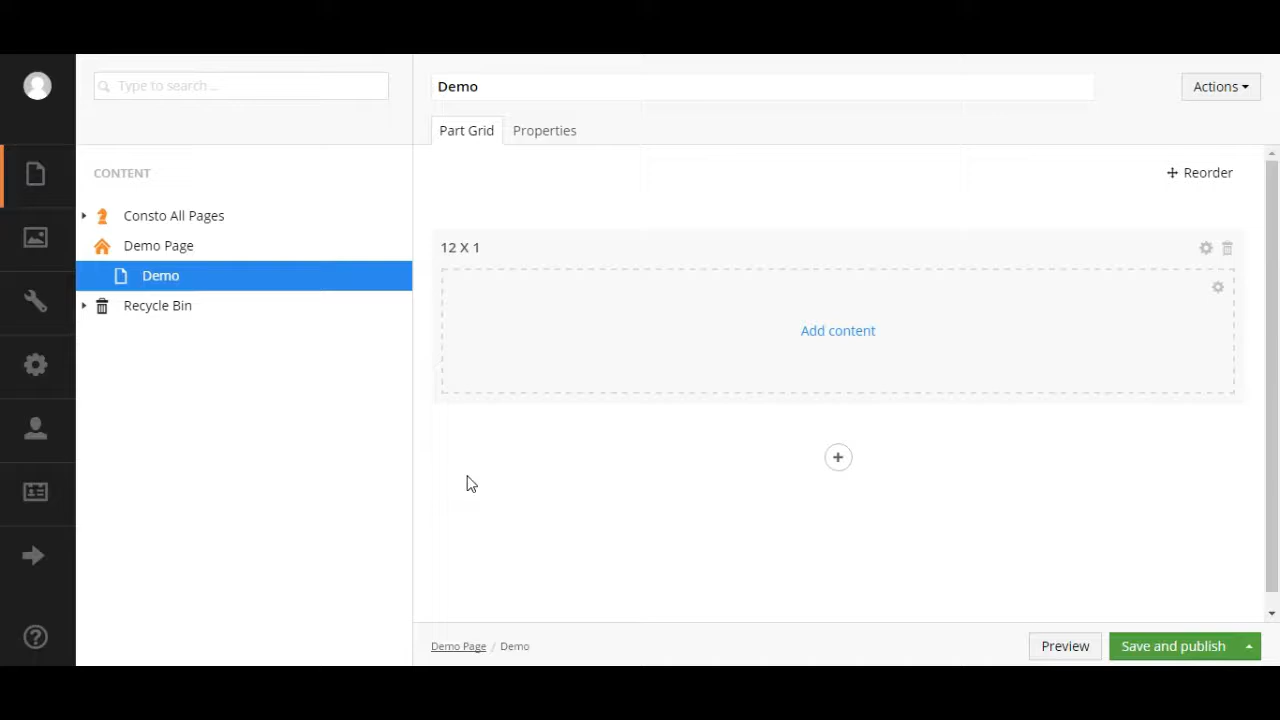 Type to search ...
Demo
Actions
Part Grid
Properties
CONTENT
Reorder
Consto All Pages
Demo Page
Demo
Recycle Bin
12 X 1
Add content
Demo Page / Demo
Preview
Save and publish